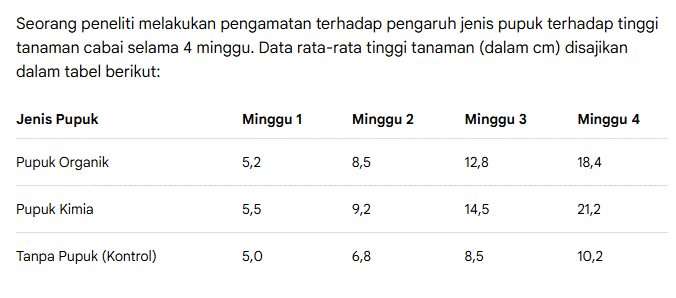 Seorang peneliti melakukan pengamatan terhadap pengaruh jenis pupuk terhadap tinggi
tanaman cabai selama 4 minggu. Data rata-rata tinggi tanaman (dalam cm) disajikan
dalam tabel berikut:
Jenis Pupuk Minggu 1 Minggu 2 Minggu 3 Minggu 4
Pupuk Organik 5,2 8,5 12,8 18,4
Pupuk Kimia 5,5 9,2 14,5 21,2
Tanpa Pupuk (Kontrol) 5,0 6,8 8,5 10,2